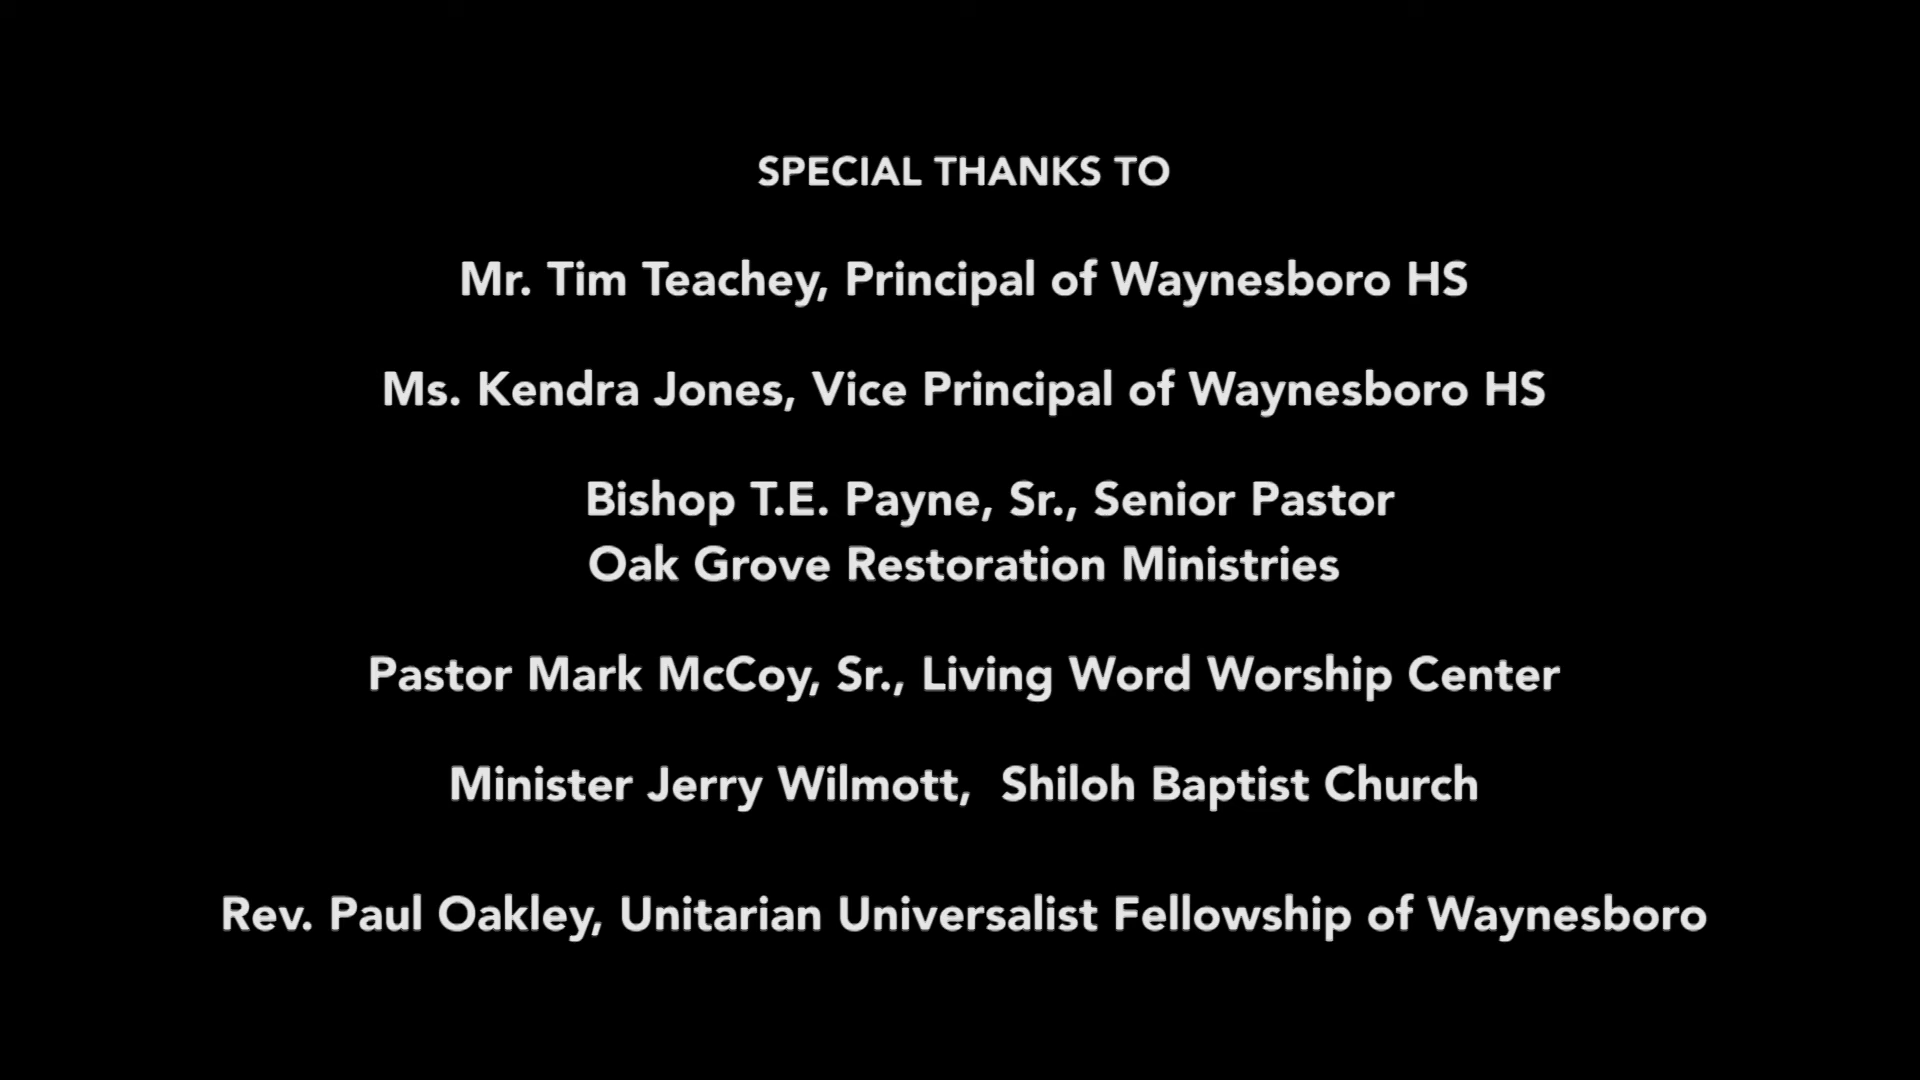 SPECIAL THANKS TO
Mr. Tim Teachey, Principal of Waynesboro HS
Ms. Kendra Jones, Vice Principal of Waynesboro HS
Bishop T.E. Payne, Sr., Senior Pastor
Oak Grove Restoration Ministries
Pastor Mark McCoy, Sr., Living Word Worship Center
Minister Jerry Wilmott,  Shiloh Baptist Church
Rev. Paul Oakley, Unitarian Universalist Fellowship of Waynesboro